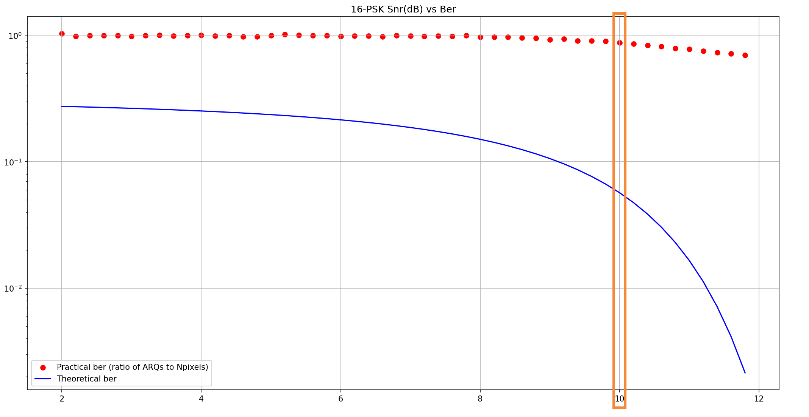 16-PSK Snr(dB) vs Ber
10⁰
10⁻¹
10⁻²
Practical ber (ratio of ARQs to Npixels)
Theoretical ber
2 4 6 8 10 12